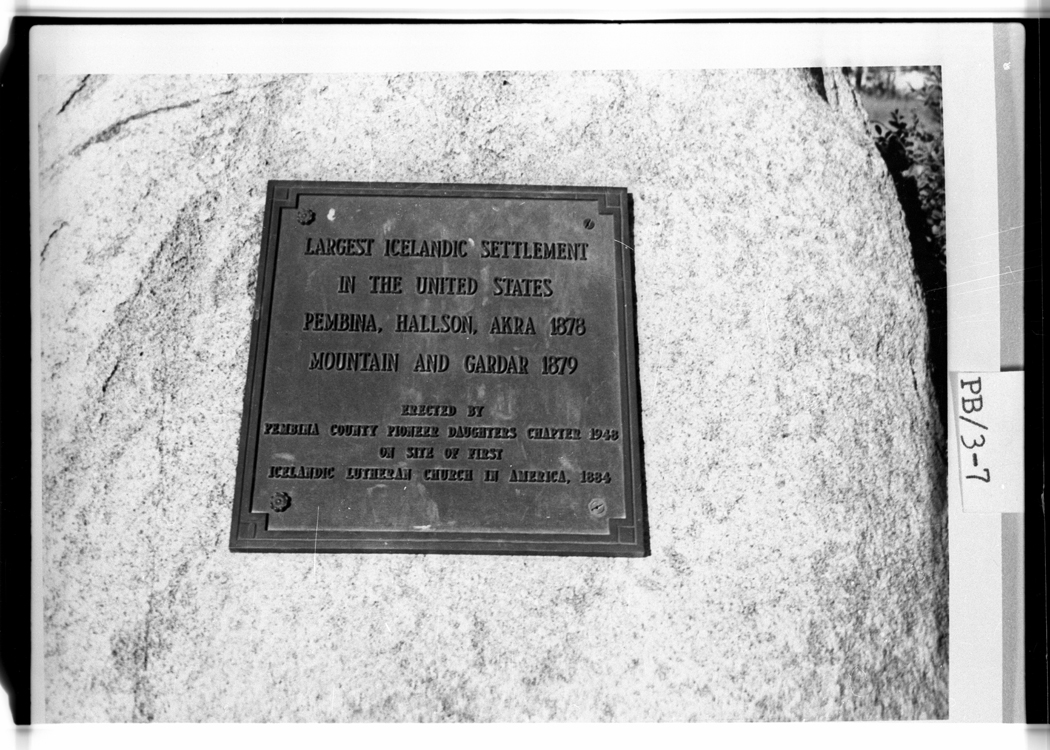 LARGEST ICELANDIC SETTLEMENT
IN THE UNITED STATES
PEMBINA, HALLSON, AKRA 1878
MOUNTAIN AND GARDAR 1879
ERECTED BY
PEMBINA COUNTY PIONEER DAUGHTERS CHAPTER 1948
ON SITE OF FIRST
ICELANDIC LUTHERAN CHURCH IN AMERICA, 1884
PB/3-7